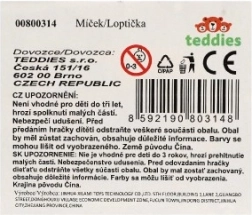 00800314 Míček/Loptička
teddies
Dovozce/Dovozca:
TEDDIES s.r.o.
Česká 151/16
602 00 Brno
CZECH REPUBLIC
0-3
CE
CZ UPOZORNĚNÍ:
Není vhodné pro děti do tří let,
hrozí spolknutí malých částí.
Nebezpečí udušení. Před
předáním hračky dítěti odstraňte veškeré součásti obalu. Obal
by měl zůstat zachován, obsahuje důležité informace. Barvy se
mohou lišit od vyobrazeného. Země původu Čína.
SK UPOZORNENIE: Nie je vhodné pre deti do 3 rokov, hrozí prehltnutie
malých častí. Nebezpečenstvo udusenia. Pred odovzdaním hračky
dieťaťu odstráňte všetky súčasti obalu. Obal by mal zostať
zachovaný, obsahuje dôležité informácie. Farby sa môžu líšiť.
Krajina pôvodu Čína.
8 592190 803148